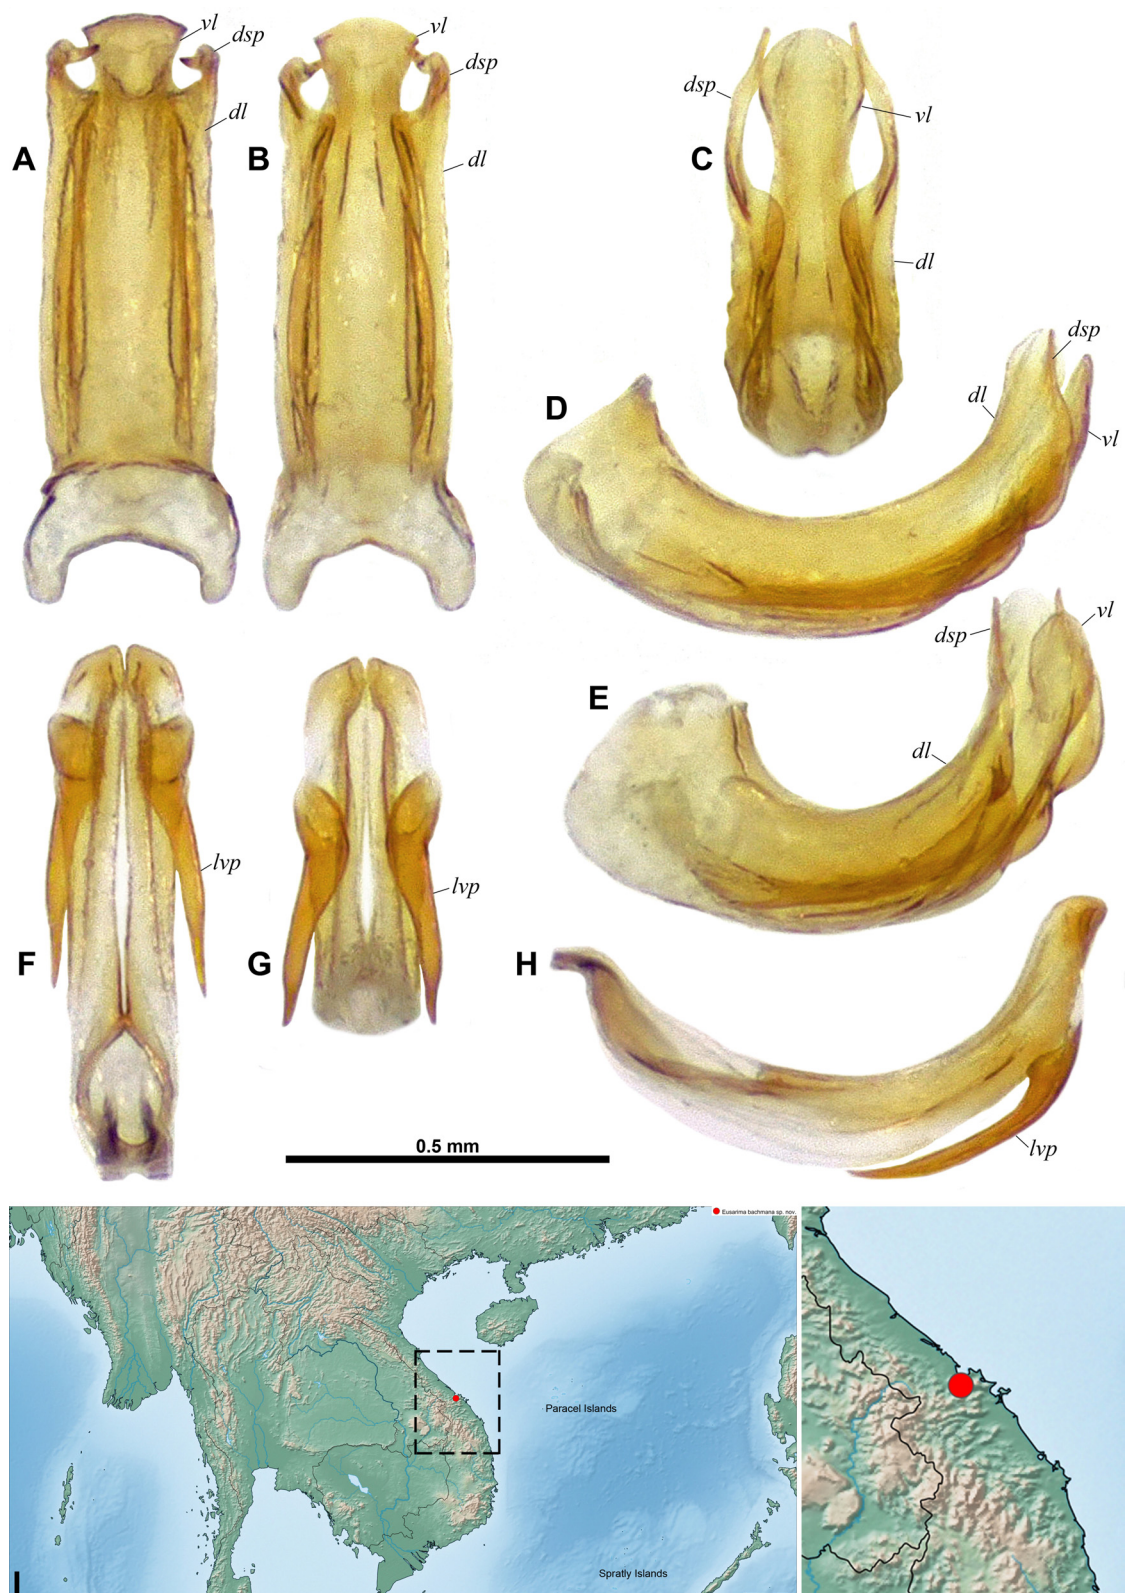 vl
dsp
dl
A
vl
dsp
dl
B
dsp
vl
dl
C
dsp
dl
vl
D
dsp
vl
dl
E
lvp
F
lvp
G
lvp
H
0.5 mm
Eusarima bachmana sp. nov.
Paracel Islands
Spratly Islands
I